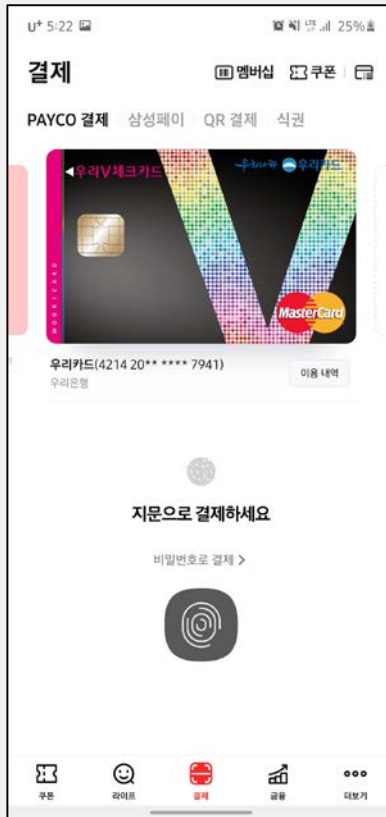 U+ 5:22 25%
결제 멤버십 쿠폰
PAYCO 결제 삼성페이 QR 결제 식권
우리V체크카드 우리카드
WOORICARD
MasterCard
우리카드(4214 20** **** 7941)
이용 내역
우리은행
지문으로 결제하세요
비밀번호로 결제 >
쿠폰 라이프 결제 금융 더보기